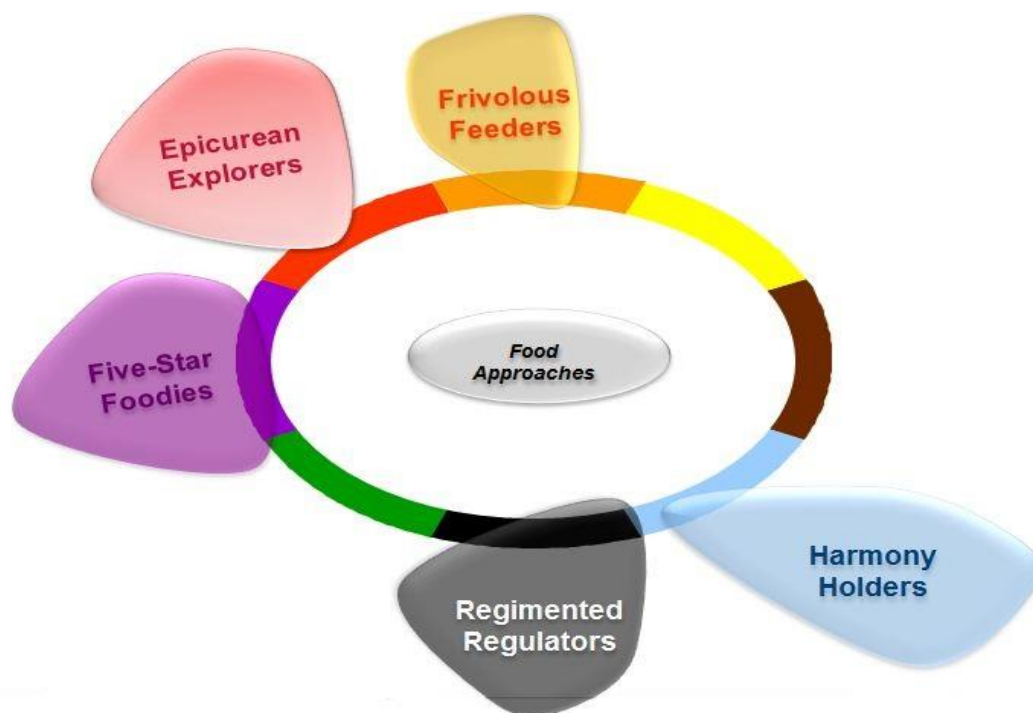 Frivolous
Feeders
Epicurean
Explorers
Five-Star
Foodies
Food
Approaches
Harmony
Holders
Regimented
Regulators